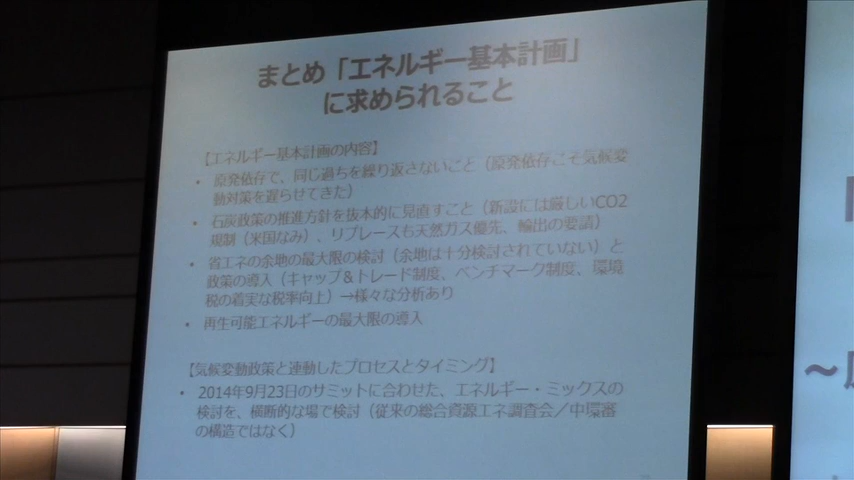 まとめ「エネルギー基本計画」
に求められること
【エネルギー基本計画の内容】
• 原発依存で、同じ過ちを繰り返さないこと（原発依存こそ気候変
動対策を遅らせてきた）
• 石炭政策の推進方針を抜本的に見直すこと（新設には厳しいCO2
規制（米国なみ）、リプレースも天然ガス優先、輸出の要請）
• 省エネの余地の最大限の検討（余地は十分検討されていない）と
政策の導入（キャップ＆トレード制度、ベンチマーク制度、環境
税の着実な税率向上）→様々な分析あり
• 再生可能エネルギーの最大限の導入
【気候変動政策と連動したプロセスとタイミング】
• 2014年9月23日のサミットに合わせた、エネルギー・ミックスの
検討を、横断的な場で検討（従来の総合資源エネ調査会／中環審
の構造ではなく）